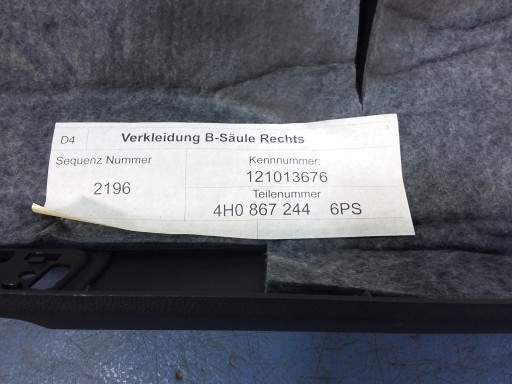 D4 Verkleidung B-Säule Rechts
Sequenz Nummer Kennnummer:
2196 121013676
Teilenummer
4H0 867 244 6PS